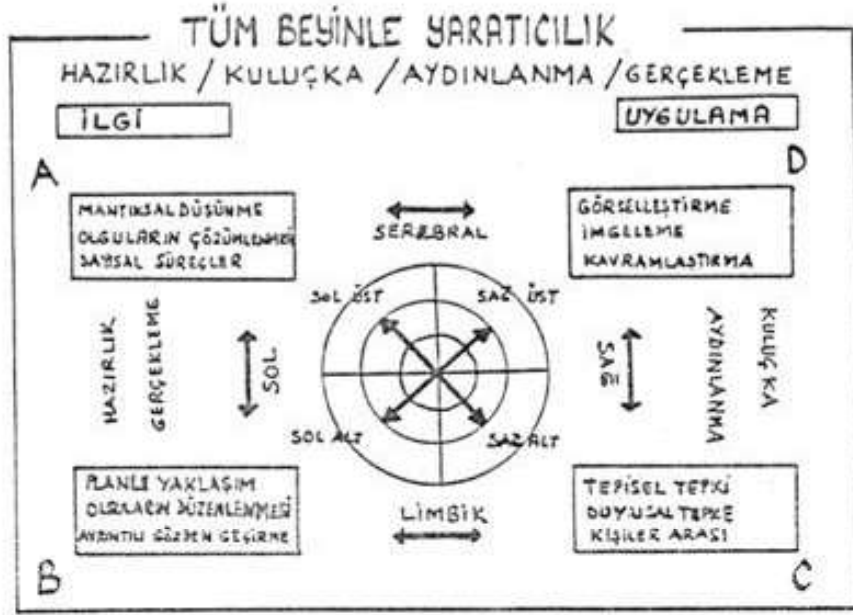 TÜM BEYİNLE YARATICILIK
HAZIRLIK / KULUÇKA / AYDINLANMA / GERÇEKLEME
İLGİ
UYGULAMA
A
D
MANTIKSAL DÜŞÜNME
OLGULARIN ÇÖZÜMLENMESİ
SAYISAL SÜREÇLER
SEREBRAL
GÖRSELLEŞTİRME
İMGELEME
KAVRAMLAŞTIRMA
SOL ÜST
SAĞ ÜST
HAZIRLIK
GERÇEKLEME
SOL
SAĞ
AYDINLANMA
KULUÇKA
SOL ALT
SAĞ ALT
PLANLI YAKLAŞIM
OLGULARIN DÜZENLENMESİ
AYRINTILI GÖZDEN GEÇİRME
LİMBİK
TEPİSEL TEPKİ
DUYUSAL TEPKE
KİŞİLER ARASI
B
C